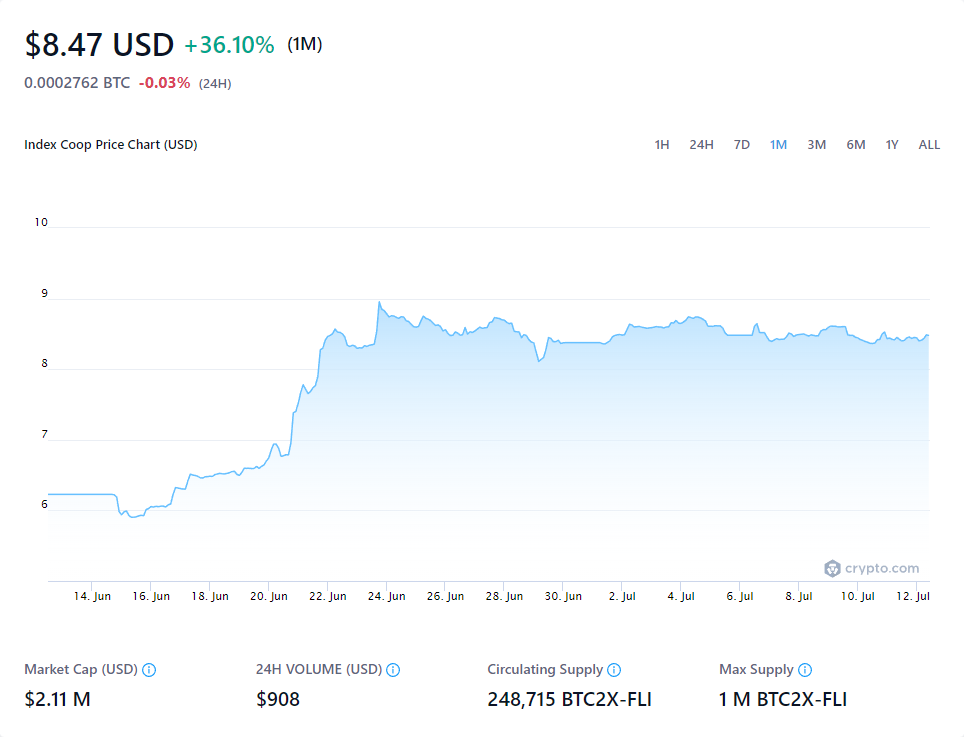 $8.47 USD +36.10% (1M)
0.0002762 BTC -0.03% (24H)
Index Coop Price Chart (USD) 1H 24H 7D 1M 3M 6M 1Y ALL
10
9
8
7
6
crypto.com
14. Jun 16. Jun 18. Jun 20. Jun 22. Jun 24. Jun 26. Jun 28. Jun 30. Jun 2. Jul 4. Jul 6. Jul 8. Jul 10. Jul 12. Jul
Market Cap (USD) 24H VOLUME (USD) Circulating Supply Max Supply
$2.11 M $908 248,715 BTC2X-FLI 1 M BTC2X-FLI